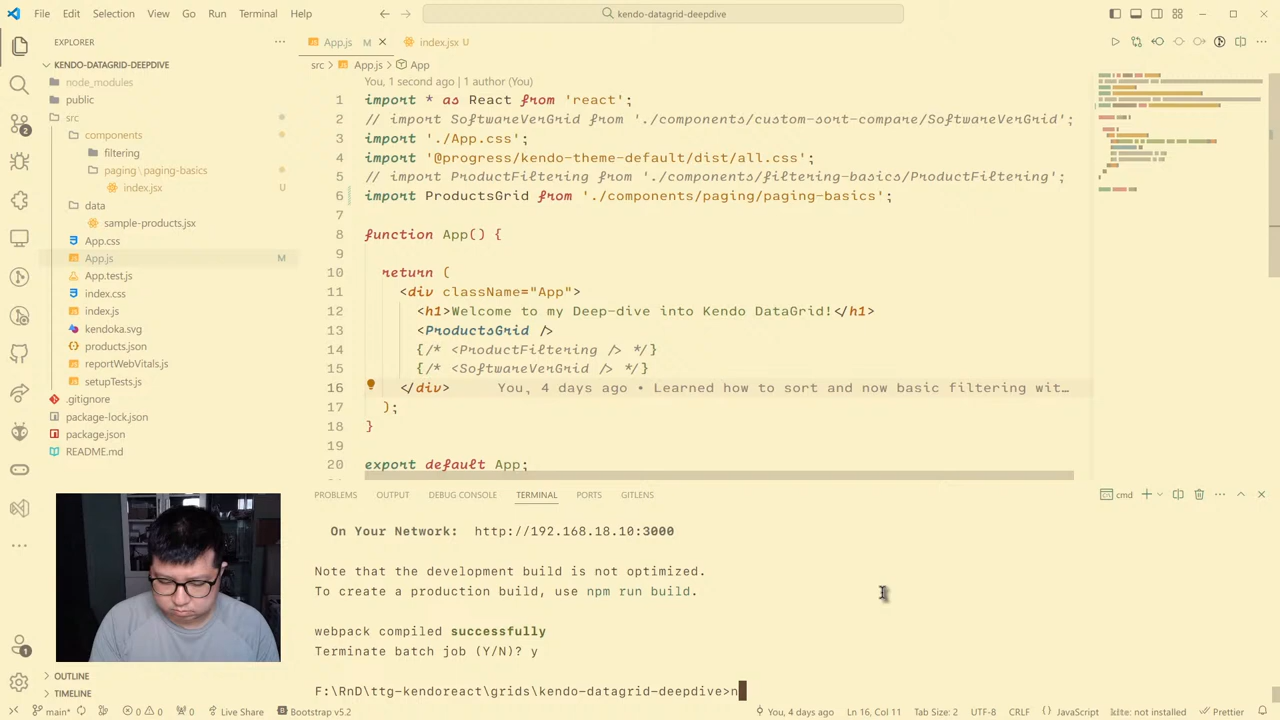 File Edit Selection View Go Run Terminal Help
kendo-datagrid-deepdive
EXPLORER
KENDO-DATAGRID-DEEPDIVE
node_modules
public
src
components
filtering
paging \ paging-basics
index.jsx U
data
sample-products.jsx
App.css
App.js M
App.test.js
index.css
index.js
kendoka.svg
products.json
reportWebVitals.js
setupTests.js
.gitignore
package-lock.json
package.json
README.md
OUTLINE
TIMELINE
App.js M
index.jsx U
src > App.js > App
You, 1 second ago | 1 author (You)
1 import * as React from 'react';
2 // import SoftwareVerGrid from './components/custom-sort-compare/SoftwareVerGrid';
3 import './App.css';
4 import '@progress/kendo-theme-default/dist/all.css';
5 // import ProductFiltering from './components/filtering-basics/ProductFiltering';
6 import ProductsGrid from './components/paging/paging-basics';
7
8 function App() {
9
10 return (
11 <div className="App">
12 <h1>Welcome to my Deep-dive into Kendo DataGrid!</h1>
13 <ProductsGrid />
14 {/* <ProductFiltering /> */}
15 {/* <SoftwareVerGrid /> */}
16 </div> You, 4 days ago • Learned how to sort and now basic filtering wit…
17 );
18 }
19
20 export default App;
PROBLEMS OUTPUT DEBUG CONSOLE TERMINAL PORTS GITLENS
cmd
On Your Network: http://192.168.18.10:3000
Note that the development build is not optimized.
To create a production build, use npm run build.
webpack compiled successfully
Terminate batch job (Y/N)? y
F:\RnD\ttg-kendoreact\grids\kendo-datagrid-deepdive>n
main* 0 0 0 Live Share Bootstrap v5.2 You, 4 days ago Ln 16, Col 11 Tab Size: 2 UTF-8 CRLF JavaScript kite: not installed Prettier
2
1